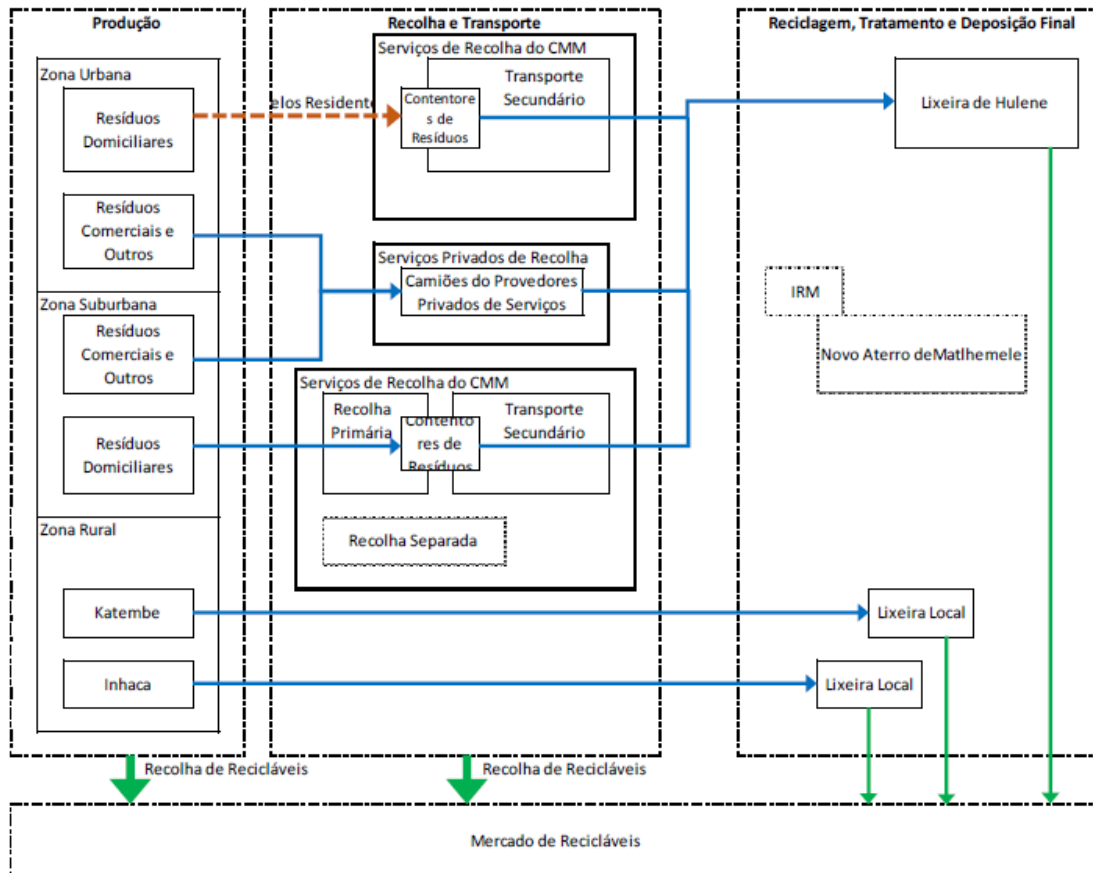 Produção
Zona Urbana
Resíduos
Domiciliares
Resíduos
Comerciais e
Outros
Zona Suburbana
Resíduos
Comerciais e
Outros
Resíduos
Domiciliares
Zona Rural
Katembe
Inhaca
Recolha e Transporte
Serviços de Recolha do CMM
elos Residente
Contentore
s de
Resíduos
Transporte
Secundário
Serviços Privados de Recolha
Camiões do Provedores
Privados de Serviços
Serviços de Recolha do CMM
Recolha
Primária
Contento
res de
Resíduos
Transporte
Secundário
Recolha Separada
Reciclagem, Tratamento e Deposição Final
Lixeira de Hulene
IRM
Novo Aterro deMatlhemele
Lixeira Local
Lixeira Local
Recolha de Recicláveis
Recolha de Recicláveis
Mercado de Recicláveis